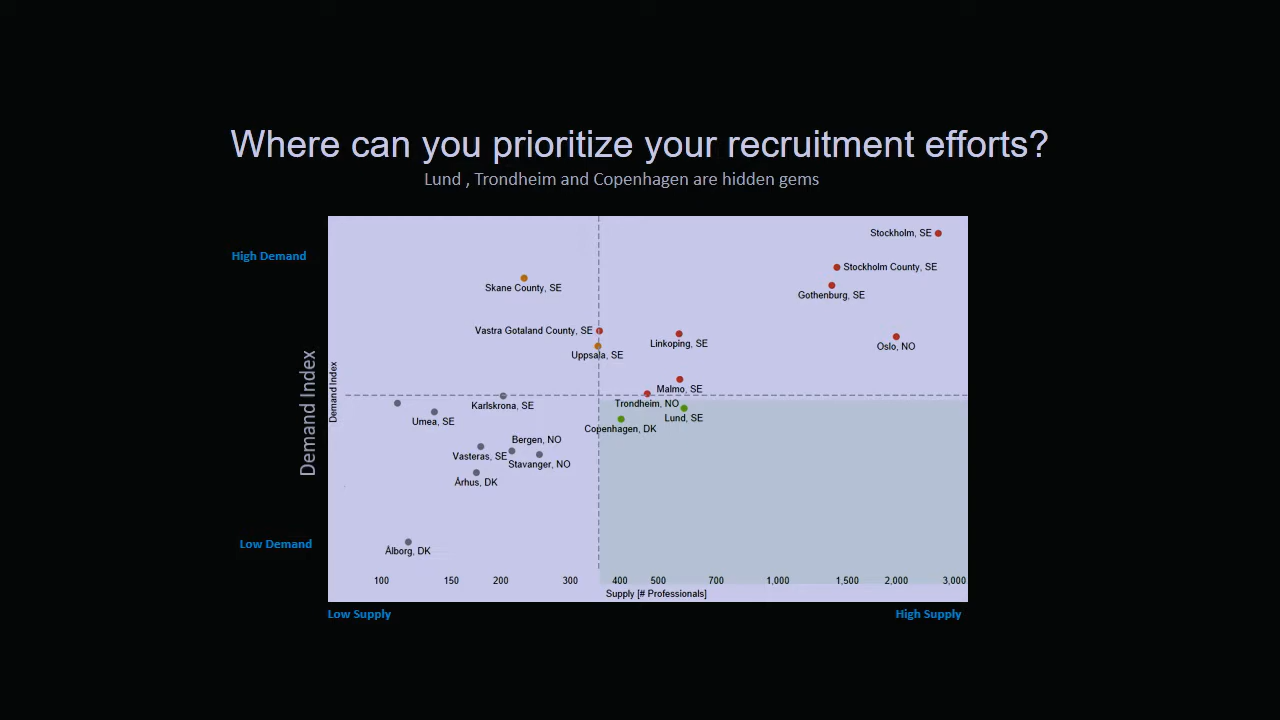 Where can you prioritize your recruitment efforts?
Lund , Trondheim and Copenhagen are hidden gems
High Demand
Stockholm, SE
Stockholm County, SE
Skane County, SE
Gothenburg, SE
Vastra Gotaland County, SE
Linkoping, SE
Oslo, NO
Uppsala, SE
Demand Index
Demand Index
Malmo, SE
Karlskrona, SE
Trondheim, NO
Umea, SE
Lund, SE
Copenhagen, DK
Bergen, NO
Vasteras, SE
Stavanger, NO
Århus, DK
Low Demand
Ålborg, DK
100 150 200 300 400 500 700 1,000 1,500 2,000 3,000
Supply [# Professionals]
Low Supply
High Supply